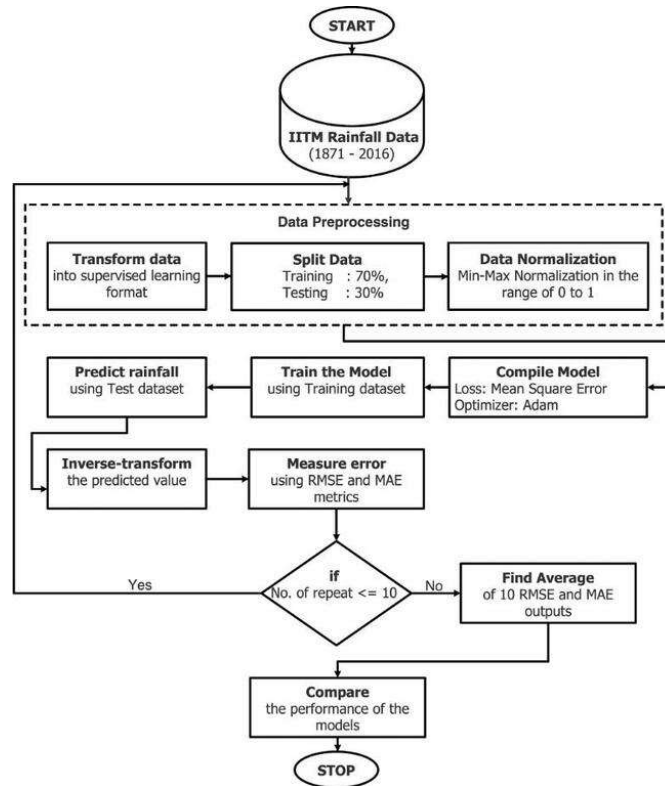 START
IITM Rainfall Data
(1871 - 2016)
Data Preprocessing
Transform data
into supervised learning
format
Split Data
Training : 70%,
Testing : 30%
Data Normalization
Min-Max Normalization in the
range of 0 to 1
Predict rainfall
using Test dataset
Train the Model
using Training dataset
Compile Model
Loss: Mean Square Error
Optimizer: Adam
Inverse-transform
the predicted value
Measure error
using RMSE and MAE
metrics
if
No. of repeat <= 10
Yes
No
Find Average
of 10 RMSE and MAE
outputs
Compare
the performance of the
models
STOP